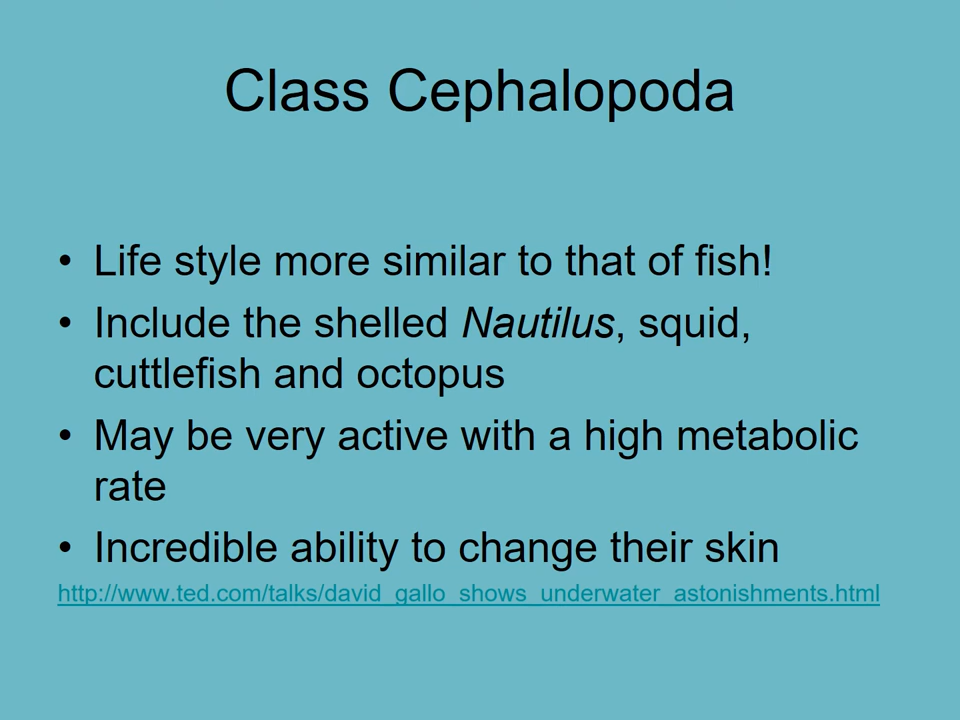 Class Cephalopoda
• Life style more similar to that of fish!
• Include the shelled Nautilus, squid,
cuttlefish and octopus
• May be very active with a high metabolic
rate
• Incredible ability to change their skin
http://www.ted.com/talks/david_gallo_shows_underwater_astonishments.html